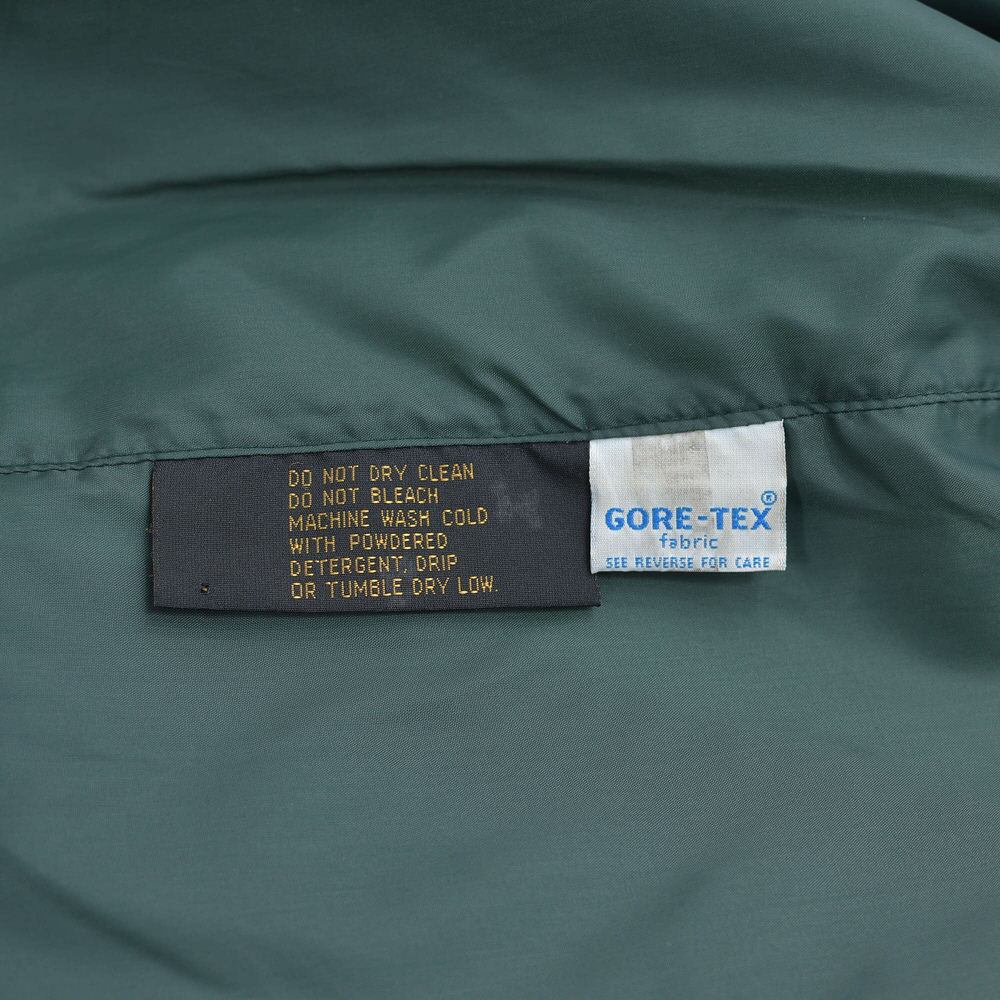 DO NOT DRY CLEAN
DO NOT BLEACH
MACHINE WASH COLD
WITH POWDERED
DETERGENT, DRIP
OR TUMBLE DRY LOW.
GORE-TEX®
fabric
SEE REVERSE FOR CARE